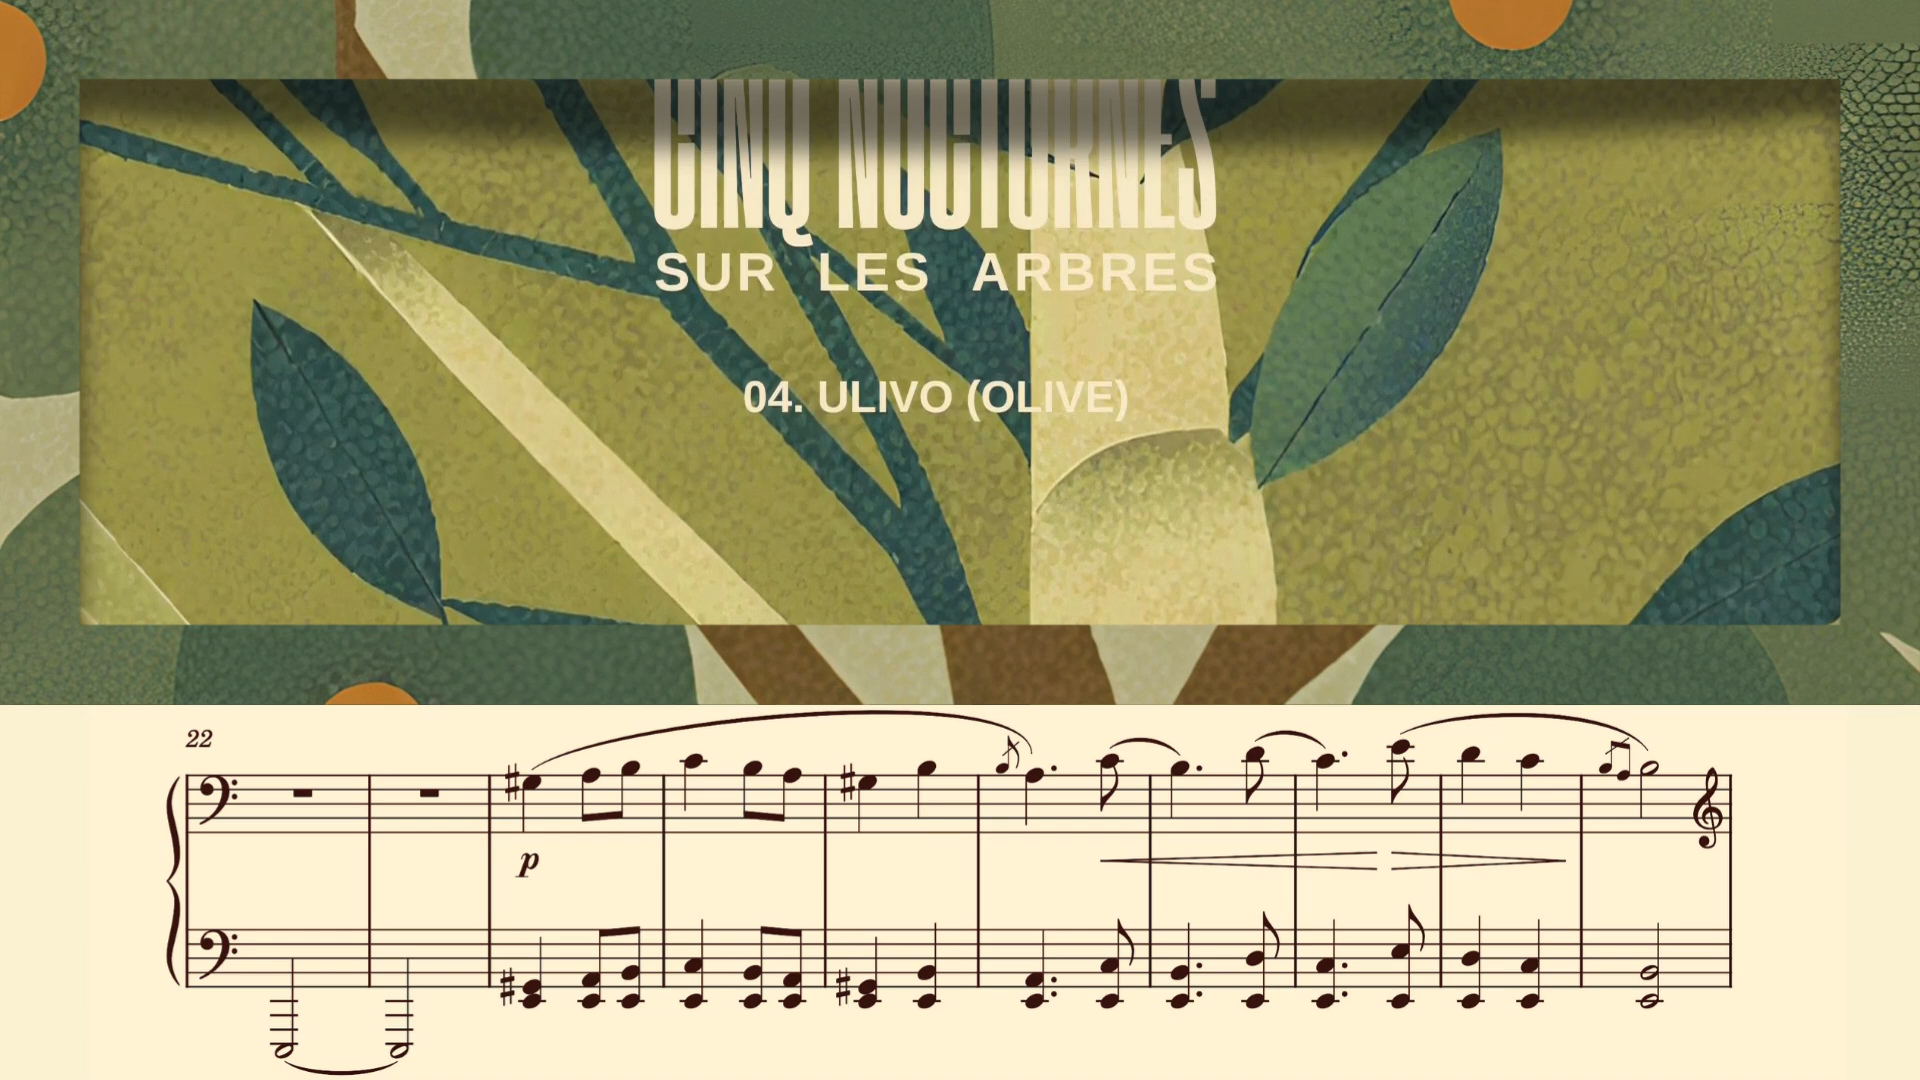 CINQ NOCTURNES
SUR LES ARBRES
04. ULIVO (OLIVE)
22
p